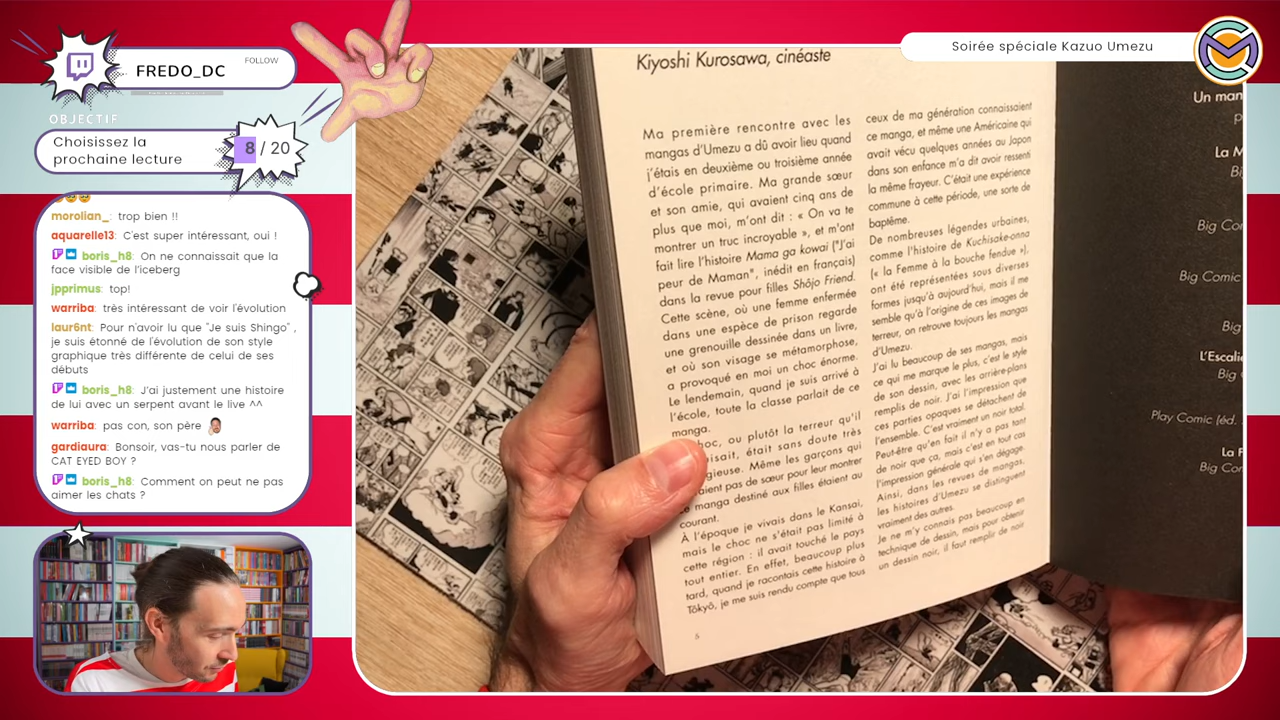 FREDO_DC
FOLLOW
OBJECTIF
Choisissez la
prochaine lecture
8 / 20
morolian_: trop bien !!
aquarelle13: C'est super intéressant, oui !
boris_h8: On ne connaissait que la
face visible de l'iceberg
jpprimus: top!
warriba: très intéressant de voir l'évolution
laur6nt: Pour n'avoir lu que "Je suis Shingo" ,
je suis étonné de l'évolution de son style
graphique très différente de celui de ses
débuts
boris_h8: J'ai justement une histoire
de lui avec un serpent avant le live ^^
warriba: pas con, son père
gardiaura: Bonsoir, vas-tu nous parler de
CAT EYED BOY ?
boris_h8: Comment on peut ne pas
aimer les chats ?
Soirée spéciale Kazuo Umezu
Kiyoshi Kurosawa, cinéaste
Ma première rencontre avec les
mangas d'Umezu a dû avoir lieu quand
j'étais en deuxième ou troisième année
d'école primaire. Ma grande sœur
et son amie, qui avaient cinq ans de
plus que moi, m'ont dit : « On va te
montrer un truc incroyable », et m'ont
fait lire l'histoire Mama ga kowai ("J'ai
peur de Maman", inédit en français)
dans la revue pour filles Shôjo Friend.
Cette scène, où une femme enfermée
dans une espèce de prison regarde
une grenouille dessinée dans un livre,
et où son visage se métamorphose,
a provoqué en moi un choc énorme.
Le lendemain, quand je suis arrivé à
l'école, toute la classe parlait de ce
manga.
hoc, ou plutôt la terreur qu'il
isait, était sans doute très
gieuse. Même les garçons qui
aient pas de sœur pour leur montrer
ce manga destiné aux filles étaient au
courant.
À l'époque je vivais dans le Kansai,
mais le choc ne s'était pas limité à
cette région : il avait touché le pays
tout entier. En effet, beaucoup plus
tard, quand je racontais cette histoire à
Tôkyô, je me suis rendu compte que tous
5
ceux de ma génération connaissaient
ce manga, et même une Américaine qui
avait vécu quelques années au Japon
dans son enfance m'a dit avoir ressenti
la même frayeur. C'était une expérience
commune à cette période, une sorte de
baptême.
De nombreuses légendes urbaines,
comme l'histoire de Kuchisake-onna
(« la Femme à la bouche fendue »),
ont été représentées sous diverses
formes jusqu'à aujourd'hui, mais il me
semble qu'à l'origine de ces images de
terreur, on retrouve toujours les mangas
d'Umezu.
J'ai lu beaucoup de ses mangas, mais
ce qui me marque le plus, c'est le style
de son dessin, avec les arrière-plans
remplis de noir. J'ai l'impression que
ces parties opaques se détachent de
l'ensemble. C'est vraiment un noir total.
Peut-être qu'en fait il n'y a pas tant
de noir que ça, mais c'est en tout cas
l'impression générale qui s'en dégage.
Ainsi, dans les revues de mangas,
les histoires d'Umezu se distinguent
vraiment des autres.
Je ne m'y connais pas beaucoup en
technique de dessin, mais pour obtenir
un dessin noir, il faut remplir de noir
Un man
p
La M
Bi
Big Co
Big Comic
Big
L'Escalie
Big
Play Comic (éd.
La F
Big Co